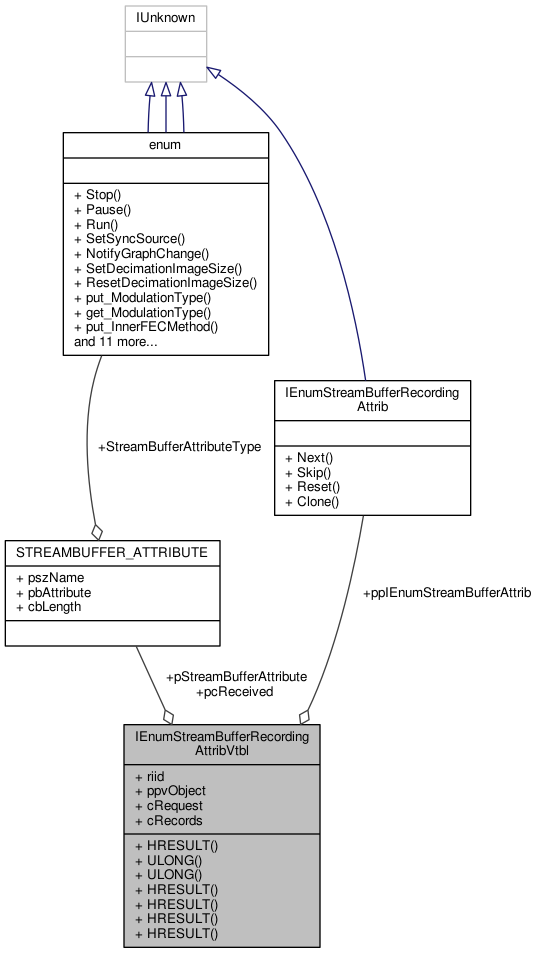 IUnknown
enum
+ Stop()
+ Pause()
+ Run()
+ SetSyncSource()
+ NotifyGraphChange()
+ SetDecimationImageSize()
+ ResetDecimationImageSize()
+ put_ModulationType()
+ get_ModulationType()
+ put_InnerFECMethod()
and 11 more...
IEnumStreamBufferRecording
Attrib
+ Next()
+ Skip()
+ Reset()
+ Clone()
+StreamBufferAttributeType
STREAMBUFFER_ATTRIBUTE
+ pszName
+ pbAttribute
+ cbLength
+ppIEnumStreamBufferAttrib
+pStreamBufferAttribute
+pcReceived
IEnumStreamBufferRecording
AttribVtbl
+ riid
+ ppvObject
+ cRequest
+ cRecords
+ HRESULT()
+ ULONG()
+ ULONG()
+ HRESULT()
+ HRESULT()
+ HRESULT()
+ HRESULT()